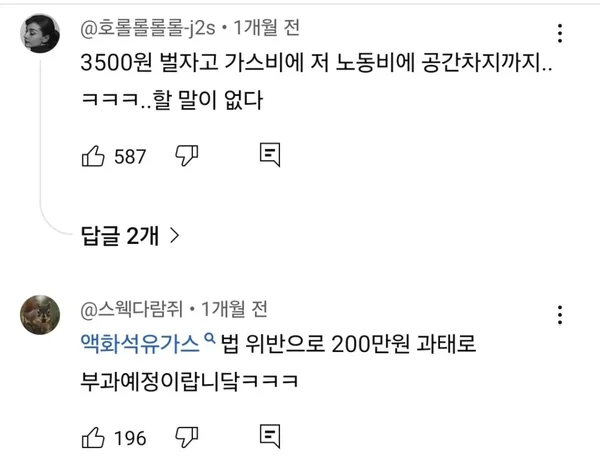 @호롤롤롤롤-j2s • 1개월 전
3500원 벌자고 가스비에 저 노동비에 공간차지까지..
ㅋㅋㅋ..할 말이 없다
587
답글 2개 >
@스웩다람쥐 • 1개월 전
액화석유가스 법 위반으로 200만원 과태로
부과예정이랍니닼ㅋㅋㅋ
196